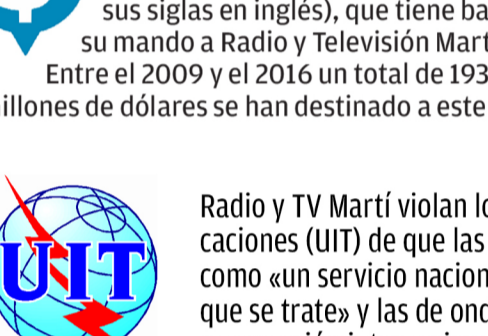 sus siglas en inglés), que tiene ba
su mando a Radio y Televisión Mart
Entre el 2009 y el 2016 un total de 193
illones de dólares se han destinado a este
UIT
Radio y TV Martí violan lo
caciones (UIT) de que las
como «un servicio nacion
que se trate» y las de ond